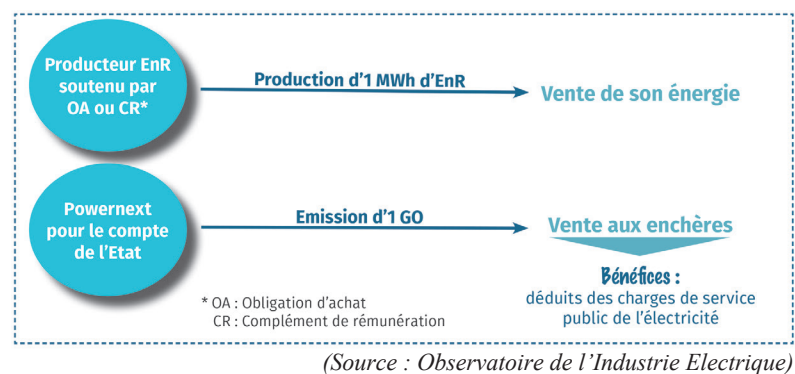 Producteur EnR
soutenu par
OA ou CR*
Production d'1 MWh d'EnR
Vente de son énergie
Powernext
pour le compte
de l'Etat
Emission d'1 GO
Vente aux enchères
Bénéfices :
déduits des charges de service
public de l'électricité
* OA : Obligation d'achat
CR : Complément de rémunération
(Source : Observatoire de l'Industrie Electrique)